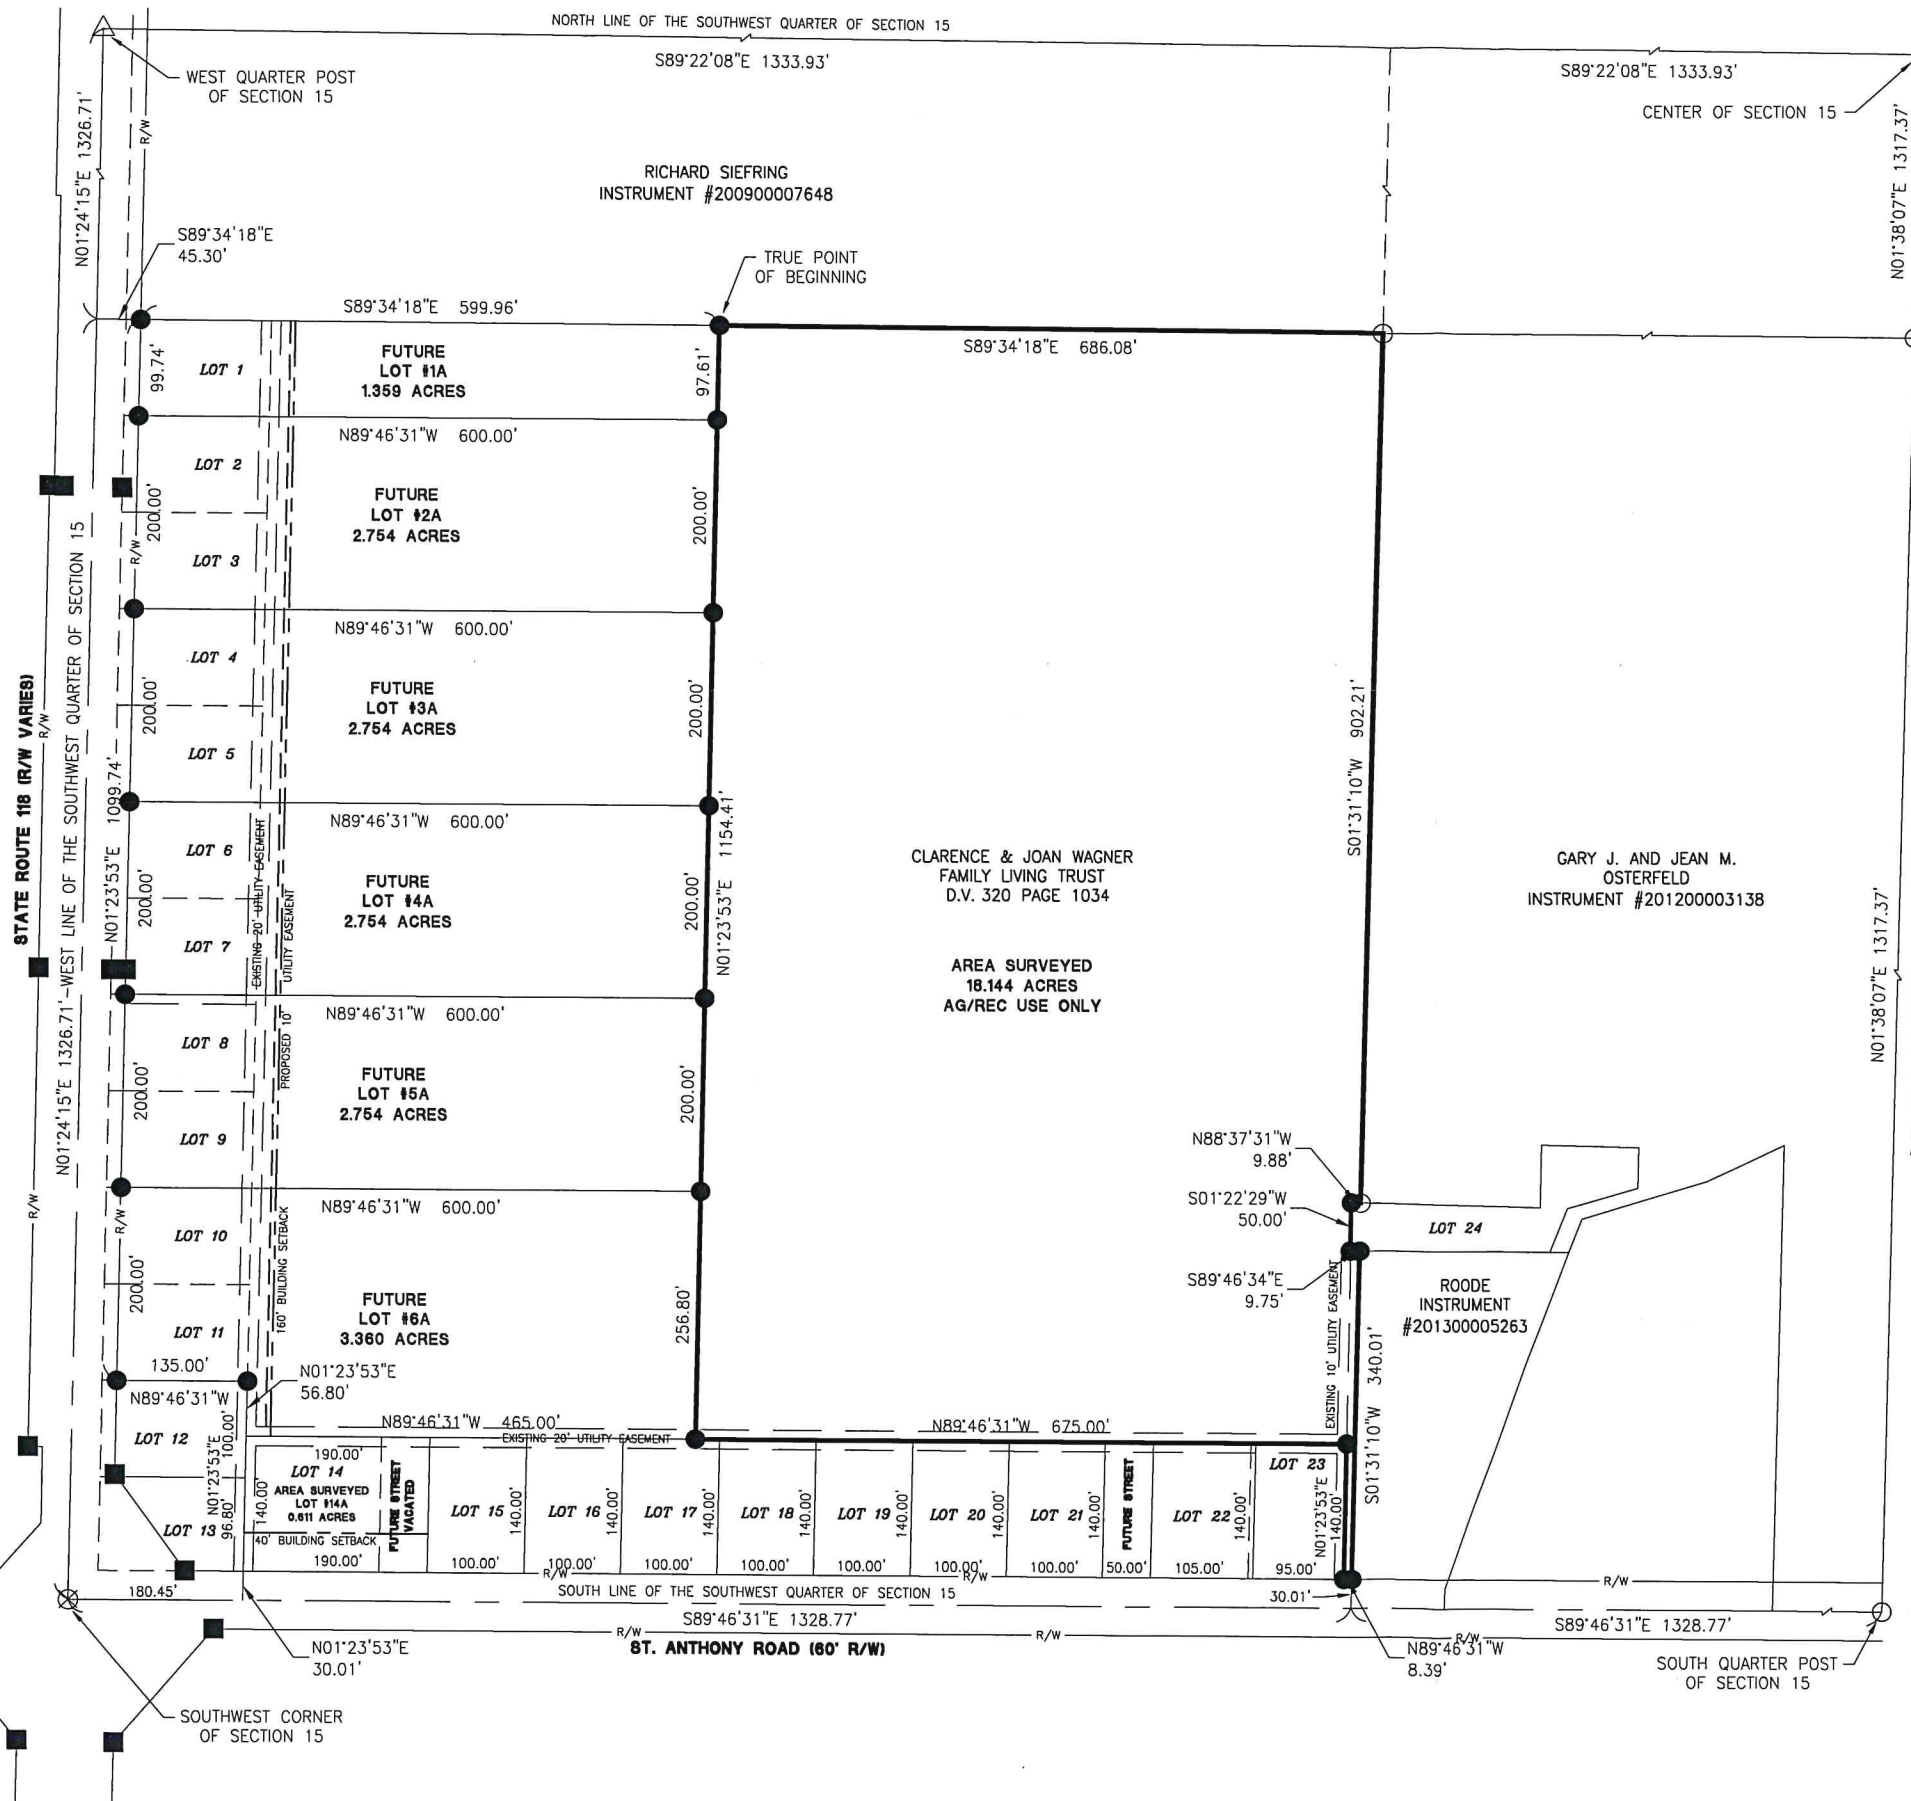 NORTH LINE OF THE SOUTHWEST QUARTER OF SECTION 15
S89°22'08"E 1333.93'
S89°22'08"E 1333.93'
WEST QUARTER POST
OF SECTION 15
CENTER OF SECTION 15
N01°24'15"E 1326.71'
R/W
N01°38'07"E 1317.37'
RICHARD SIEFRING
INSTRUMENT #200900007648
S89°34'18"E
45.30'
TRUE POINT
OF BEGINNING
S89°34'18"E 599.96'
S89°34'18"E 686.08'
99.74'
LOT 1
FUTURE
LOT #1A
1.359 ACRES
97.61'
N89°46'31"W 600.00'
LOT 2
200.00'
FUTURE
LOT #2A
2.754 ACRES
200.00'
R/W
LOT 3
N89°46'31"W 600.00'
LOT 4
200.00'
FUTURE
LOT #3A
2.754 ACRES
200.00'
LOT 5
STATE ROUTE 118 (R/W VARIES)
R/W
N01°24'15"E 1326.71'-WEST LINE OF THE SOUTHWEST QUARTER OF SECTION 15
N01°23'53"E 1099.74'
N89°46'31"W 600.00'
LOT 6
200.00'
FUTURE
LOT #4A
2.754 ACRES
200.00'
LOT 7
EXISTING 20' UTILITY EASEMENT
PROPOSED 10'
UTILITY EASEMENT
N01°23'53"E 1154.41'
CLARENCE & JOAN WAGNER
FAMILY LIVING TRUST
D.V. 320 PAGE 1034
AREA SURVEYED
18.144 ACRES
AG/REC USE ONLY
S01°31'10"W 902.21'
GARY J. AND JEAN M.
OSTERFELD
INSTRUMENT #201200003138
N01°38'07"E 1317.37'
N89°46'31"W 600.00'
LOT 8
200.00'
FUTURE
LOT #5A
2.754 ACRES
200.00'
LOT 9
R/W
R/W
N89°46'31"W 600.00'
LOT 10
200.00'
160' BUILDING SETBACK
FUTURE
LOT #6A
3.360 ACRES
256.80'
LOT 11
N88°37'31"W
9.88'
S01°22'29"W
50.00'
S89°46'34"E
9.75'
LOT 24
ROODE
INSTRUMENT
#201300005263
EXISTING 10' UTILITY EASEMENT
S01°31'10"W 340.01'
135.00'
N89°46'31"W
N01°23'53"E
56.80'
N89°46'31"W 465.00'
N89°46'31"W 675.00'
EXISTING 20' UTILITY EASEMENT
LOT 12
100.00'
N01°23'53"E
96.80'
LOT 13
190.00'
LOT 14
AREA SURVEYED
LOT #14A
0.611 ACRES
140.00'
40' BUILDING SETBACK
190.00'
FUTURE STREET
VACATED
LOT 15
140.00'
100.00'
LOT 16
140.00'
100.00'
LOT 17
140.00'
100.00'
LOT 18
140.00'
100.00'
LOT 19
140.00'
100.00'
LOT 20
140.00'
100.00'
LOT 21
140.00'
100.00'
FUTURE STREET
50.00'
LOT 22
140.00'
105.00'
LOT 23
N01°23'53"E
140.00'
95.00'
R/W
R/W
R/W
180.45'
SOUTH LINE OF THE SOUTHWEST QUARTER OF SECTION 15
30.01'
S89°46'31"E 1328.77'
S89°46'31"E 1328.77'
R/W
R/W
R/W
ST. ANTHONY ROAD (60' R/W)
N01°23'53"E
30.01'
N89°46'31"W
8.39'
SOUTH QUARTER POST
OF SECTION 15
SOUTHWEST CORNER
OF SECTION 15